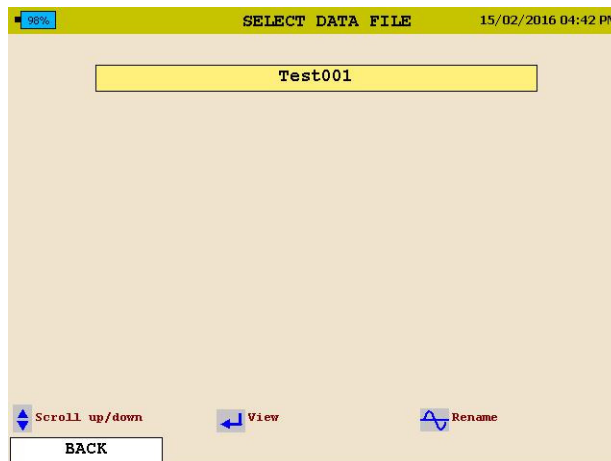 98% SELECT DATA FILE 15/02/2016 04:42 PM
Test001
Scroll up/down View Rename
BACK